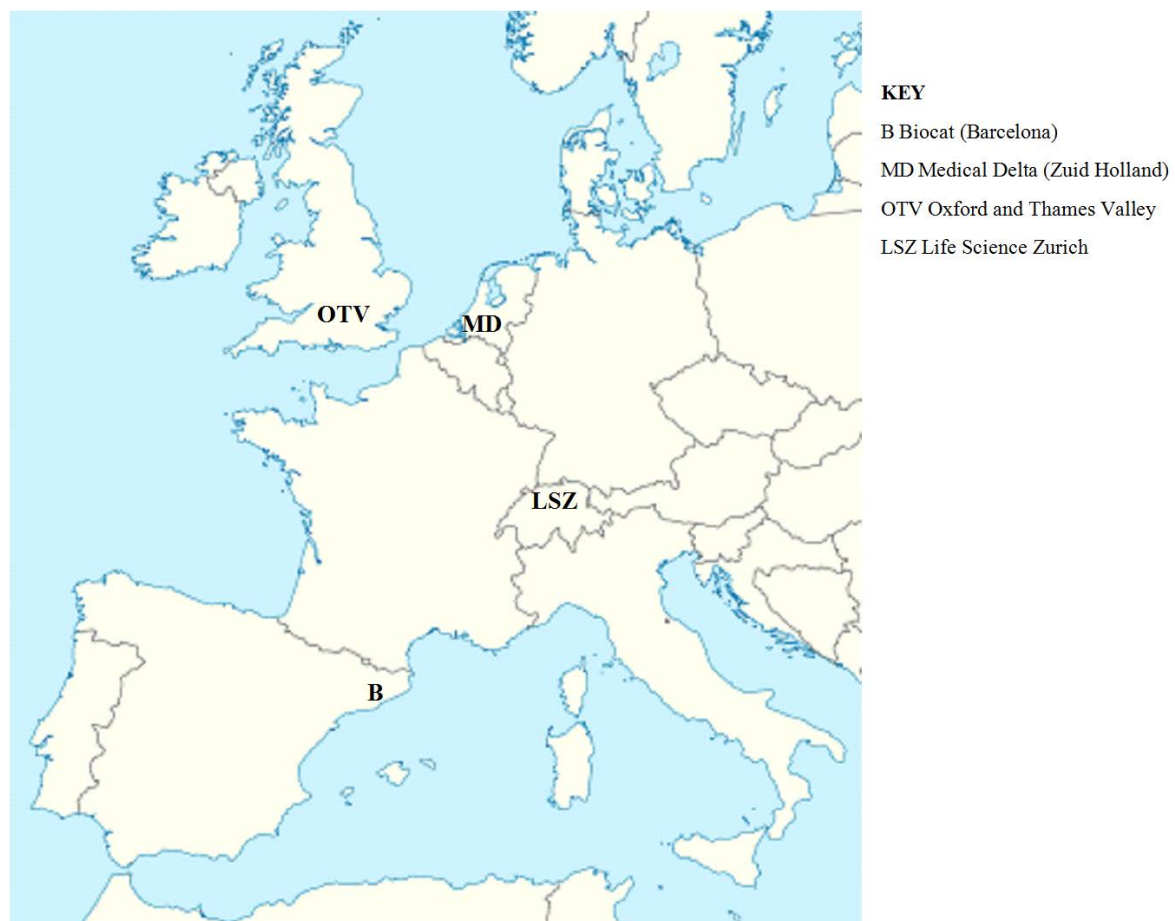 KEY
B Biocat (Barcelona)
MD Medical Delta (Zuid Holland)
OTV Oxford and Thames Valley
LSZ Life Science Zurich
OTV
MD
LSZ
B